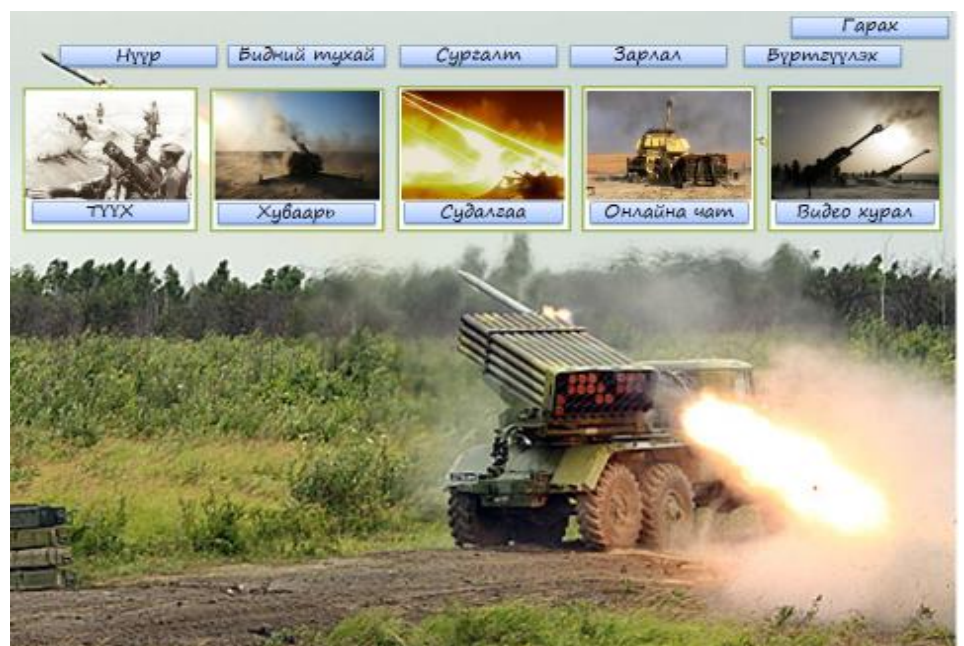 Гарах
Нүүр
Бидний тухай
Сургалт
Зарлал
Бүртгүүлэх
ТҮҮХ
Хуваарь
Судалгаа
Онлайна чат
Видео хурал